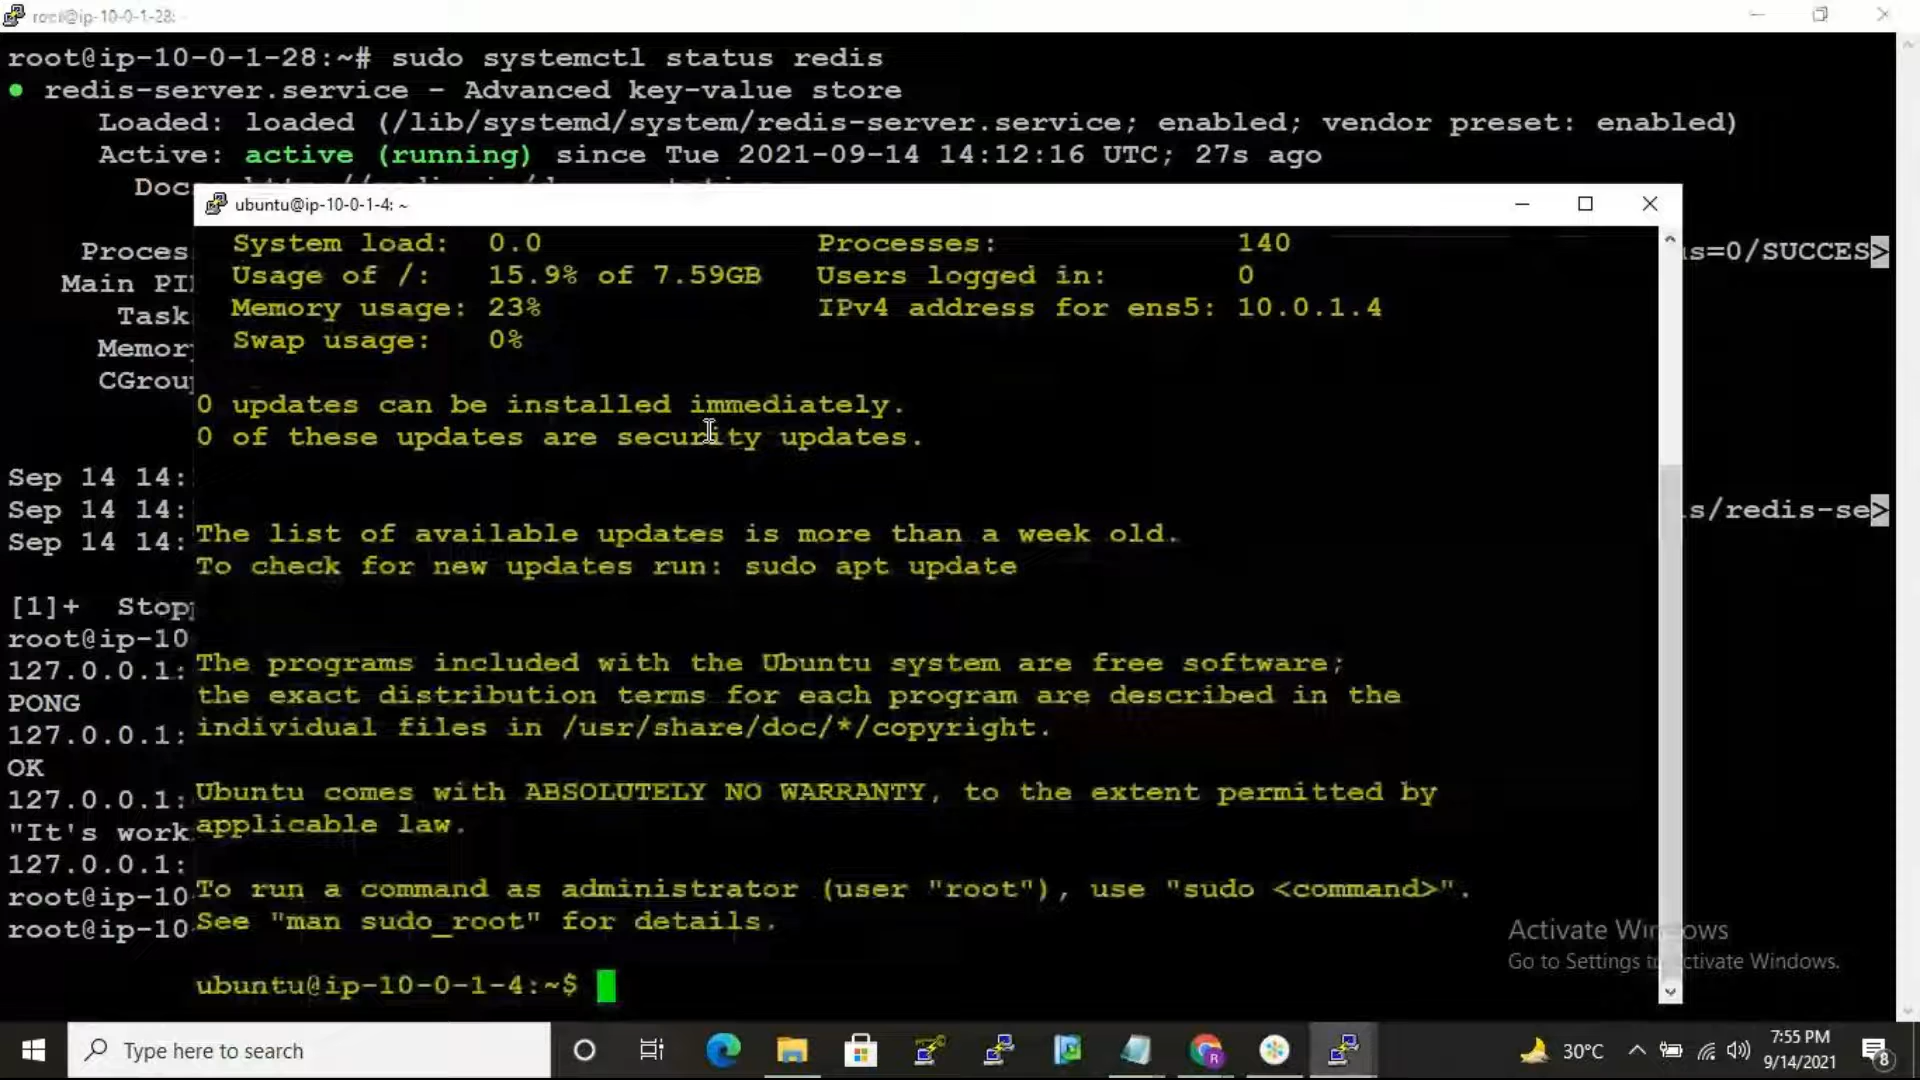 root@ip-10-0-1-28: ~
root@ip-10-0-1-28:~# sudo systemctl status redis
● redis-server.service - Advanced key-value store
Loaded: loaded (/lib/systemd/system/redis-server.service; enabled; vendor preset: enabled)
Active: active (running) since Tue 2021-09-14 14:12:16 UTC; 27s ago
Doc
Proces
s=0/SUCCES>
Main PI
Task
Memor
CGrou
Sep 14 14:
Sep 14 14:
s/redis-se>
Sep 14 14:
[1]+  Stop
root@ip-10
127.0.0.1:
PONG
127.0.0.1:
OK
127.0.0.1:
"It's work
127.0.0.1:
root@ip-10
root@ip-10
ubuntu@ip-10-0-1-4: ~
System load: 0.0 Processes: 140
Usage of /: 15.9% of 7.59GB Users logged in: 0
Memory usage: 23% IPv4 address for ens5: 10.0.1.4
Swap usage: 0%
0 updates can be installed immediately.
0 of these updates are security updates.
The list of available updates is more than a week old.
To check for new updates run: sudo apt update
The programs included with the Ubuntu system are free software;
the exact distribution terms for each program are described in the
individual files in /usr/share/doc/*/copyright.
Ubuntu comes with ABSOLUTELY NO WARRANTY, to the extent permitted by
applicable law.
To run a command as administrator (user "root"), use "sudo <command>".
See "man sudo_root" for details.
ubuntu@ip-10-0-1-4:~$
Activate Windows
Go to Settings to activate Windows.
Type here to search
30°C
7:55 PM
9/14/2021
8